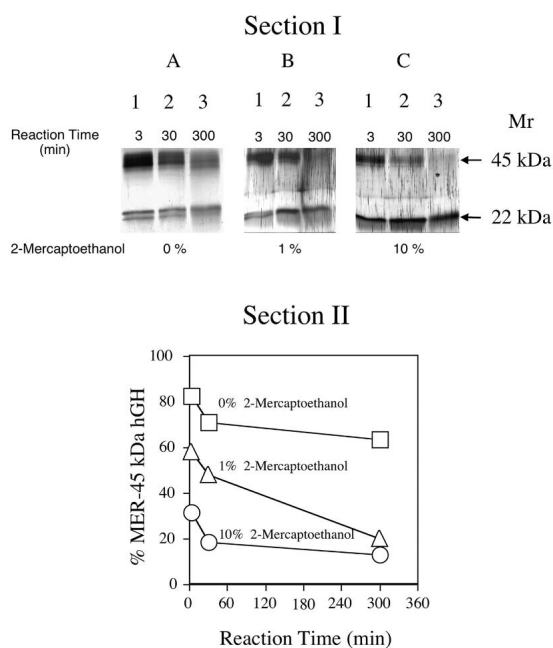 Section I
A B C
1 2 3 1 2 3 1 2 3 Mr
Reaction Time (min) 3 30 300 3 30 300 3 30 300
45 kDa
22 kDa
2-Mercaptoethanol 0 % 1 % 10 %
Section II
100
80
60
40
20
0
% MER-45 kDa hGH
0% 2-Mercaptoethanol
1% 2-Mercaptoethanol
10% 2-Mercaptoethanol
0 60 120 180 240 300 360
Reaction Time (min)